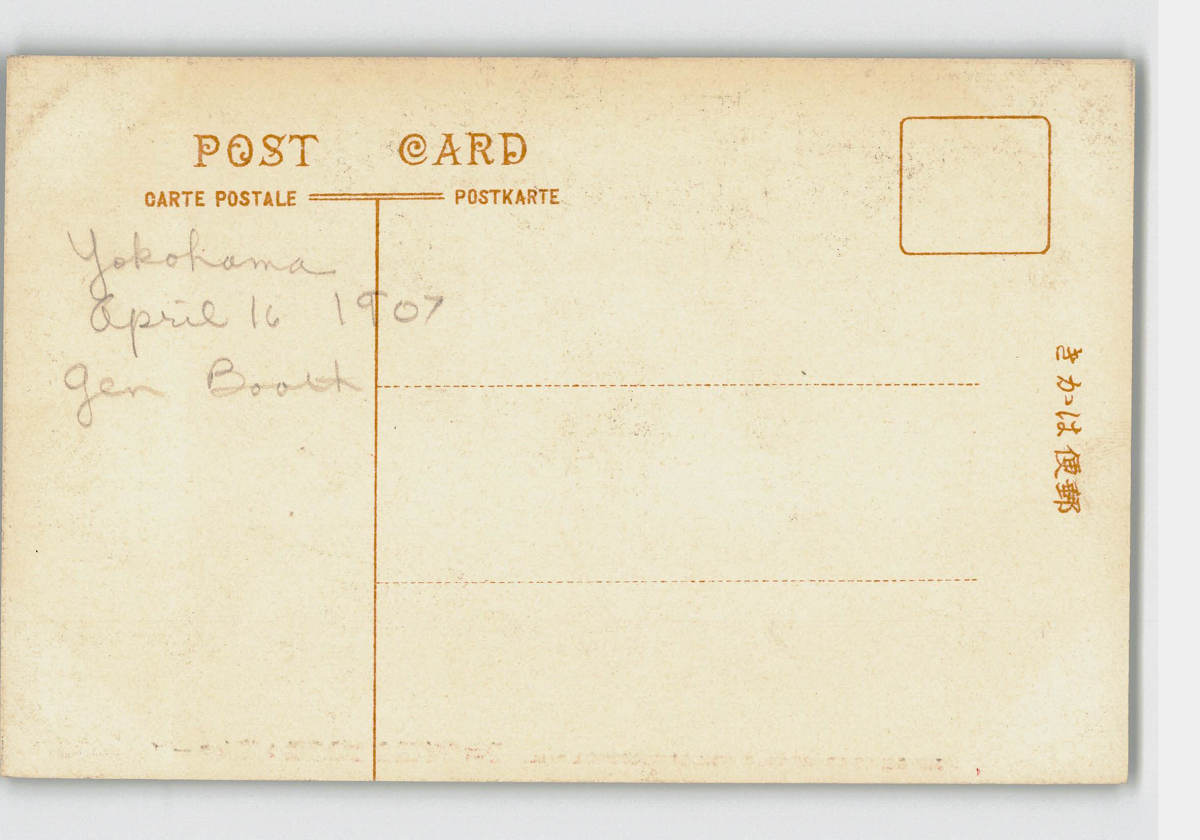 POST CARD
CARTE POSTALE POSTKARTE
Yokohama
April 16 1907
Gen Booth
郵便はかき